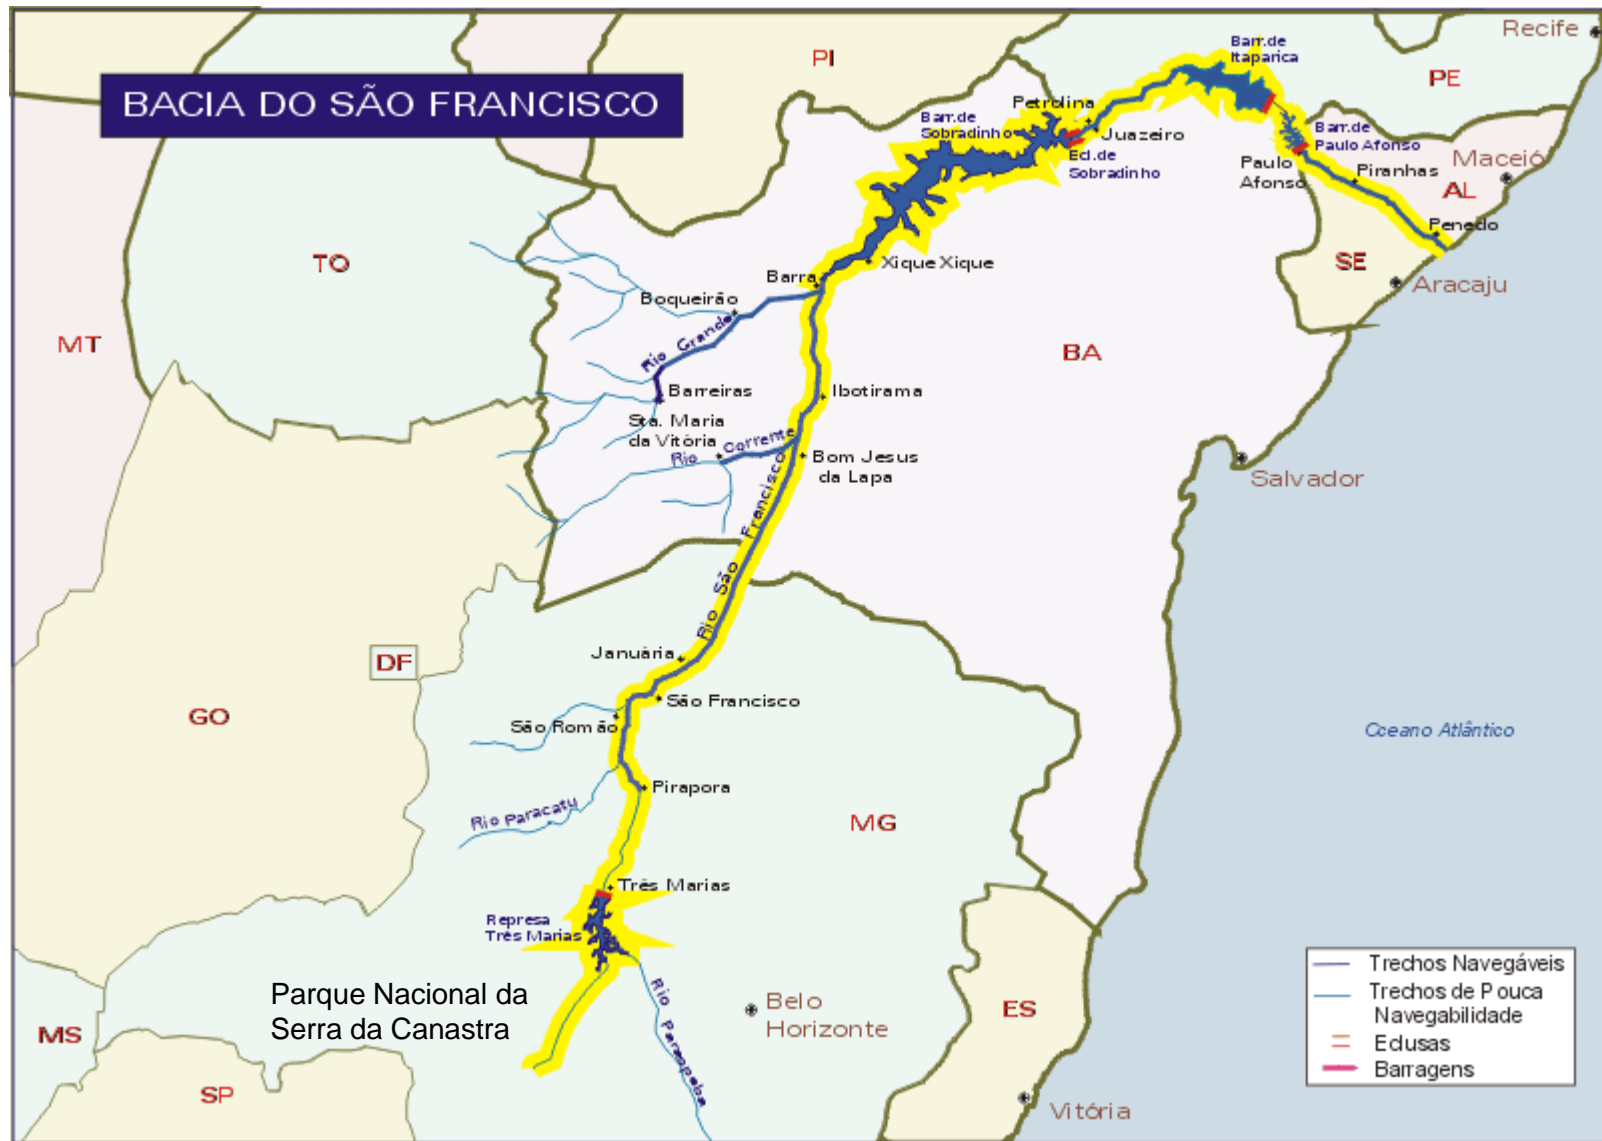 BACIA DO SÃO FRANCISCO
PI
Recife
Barr.de
Itaparica
PE
Petrolina
Barr.de
Sobradinho
Juazeiro
Ecl.de
Sobradinho
Barr.de
Paulo Afonso
Paulo
Afonso
Piranhas
Maceió
AL
Penedo
SE
Aracaju
TO
MT
Xique Xique
Barra
Boqueirão
Rio Grande
Barreiras
Ibotirama
BA
Sta. Maria
da Vitória
Rio Corrente
Bom Jesus
da Lapa
Salvador
Rio São Francisco
Januária
DF
GO
São Francisco
São Romão
Oceano Atlântico
Pirapora
Rio Paracatu
MG
Três Marias
Represa
Três Marias
Parque Nacional da
Serra da Canastra
Rio Paraopeba
Belo
Horizonte
ES
MS
SP
Vitória
Trechos Navegáveis
Trechos de Pouca
Navegabilidade
Eclusas
Barragens